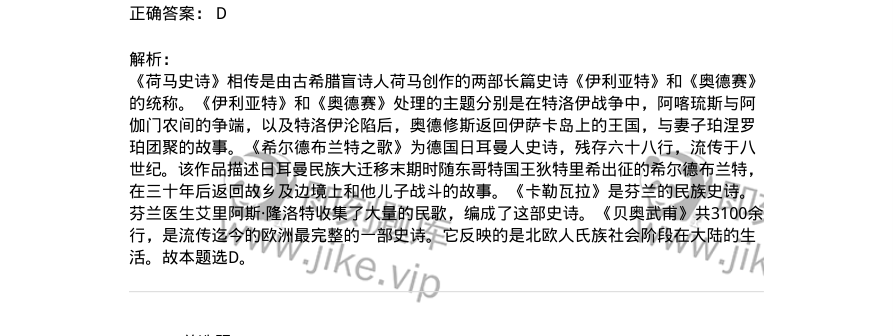 正确答案： D
解析：
《荷马史诗》相传是由古希腊盲诗人荷马创作的两部长篇史诗《伊利亚特》和《奥德赛》
的统称。《伊利亚特》和《奥德赛》处理的主题分别是在特洛伊战争中，阿喀琉斯与阿
伽门农间的争端，以及特洛伊沦陷后，奥德修斯返回伊萨卡岛上的王国，与妻子珀涅罗
珀团聚的故事。《希尔德布兰特之歌》为德国日耳曼人史诗，残存六十八行，流传于八
世纪。该作品描述日耳曼民族大迁移末期时随东哥特国王狄特里希出征的希尔德布兰特，
在三十年后返回故乡及边境上和他儿子战斗的故事。《卡勒瓦拉》是芬兰的民族史诗。
芬兰医生艾里阿斯·隆洛特收集了大量的民歌，编成了这部史诗。《贝奥武甫》共3100余
行，是流传迄今的欧洲最完整的一部史诗。它反映的是北欧人氏族社会阶段在大陆的生
活。故本题选D。
即刻题库
www.jike.vip